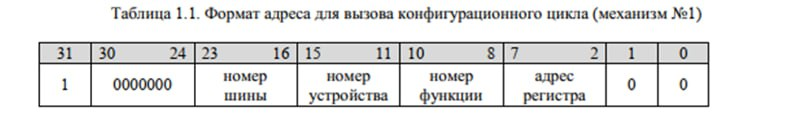 Таблица 1.1. Формат адреса для вызова конфигурационного цикла (механизм №1)
31 30 24 23 16 15 11 10 8 7 2 1 0
1 0000000 номер шины номер устройства номер функции адрес регистра 0 0